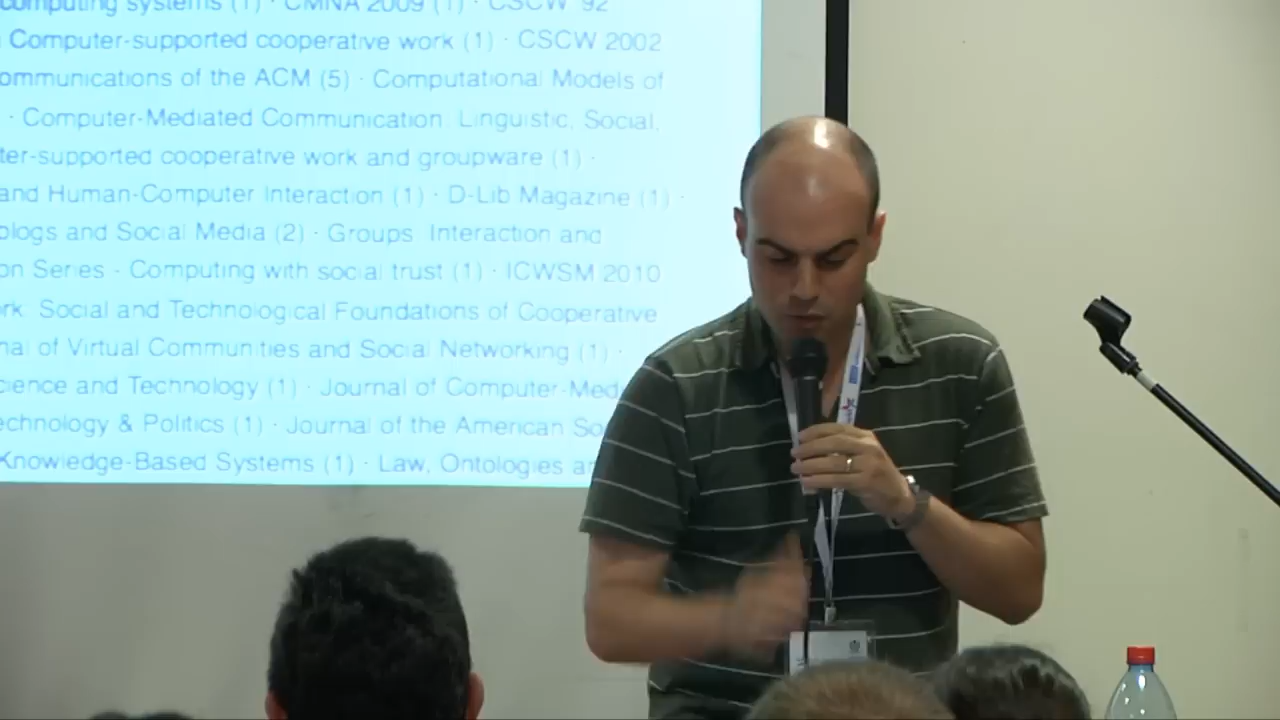 computing systems (1) · CMNA 2009 (1) · CSCW '92
Computer-supported cooperative work (1) · CSCW 2002
ommunications of the ACM (5) · Computational Models of
· Computer-Mediated Communication. Linguistic, Social,
ter-supported cooperative work and groupware (1) ·
and Human-Computer Interaction (1) · D-Lib Magazine (1) ·
blogs and Social Media (2) · Groups. Interaction and
on Series · Computing with social trust (1) · ICWSM 2010
rk. Social and Technological Foundations of Cooperative
nal of Virtual Communities and Social Networking (1) ·
cience and Technology (1) · Journal of Computer-Med
echnology & Politics (1) · Journal of the American So
Knowledge-Based Systems (1) · Law, Ontologies an